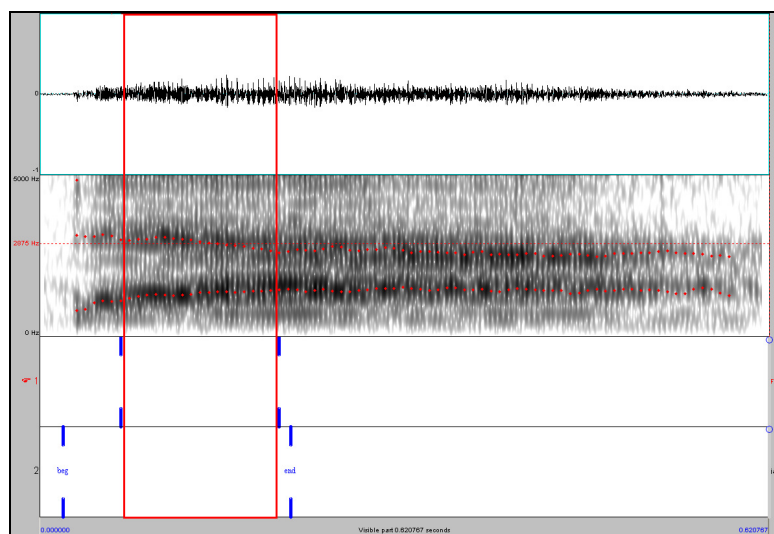 0
-1
5000 Hz
2875 Hz
0 Hz
1
2
beg end
0.000000 Visible part 0.620767 seconds 0.620767